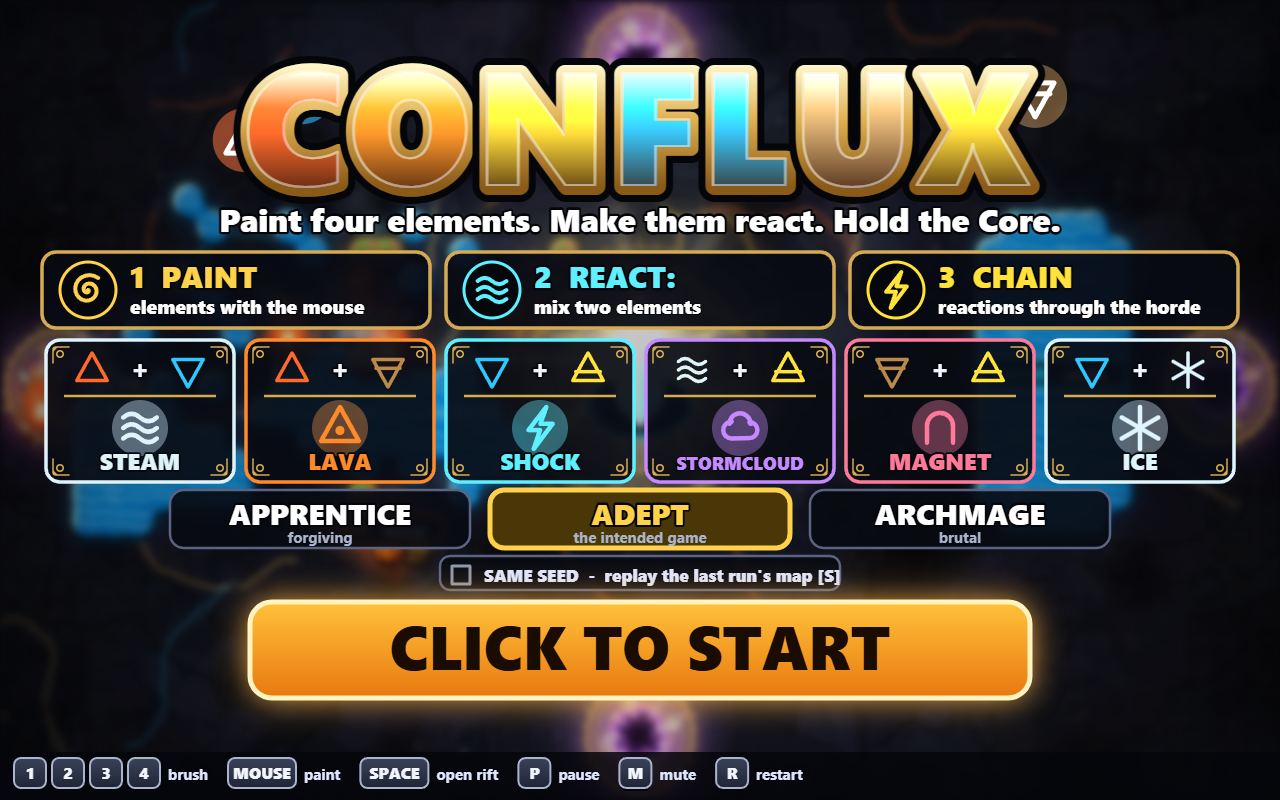 CONFLUX
Paint four elements. Make them react. Hold the Core.
1 PAINT
elements with the mouse
2 REACT:
mix two elements
3 CHAIN
reactions through the horde
+
STEAM
+
LAVA
+
SHOCK
+
STORMCLOUD
+
MAGNET
+
ICE
APPRENTICE
forgiving
ADEPT
the intended game
ARCHMAGE
brutal
SAME SEED - replay the last run's map [S]
CLICK TO START
1 2 3 4 brush MOUSE paint SPACE open rift P pause M mute R restart